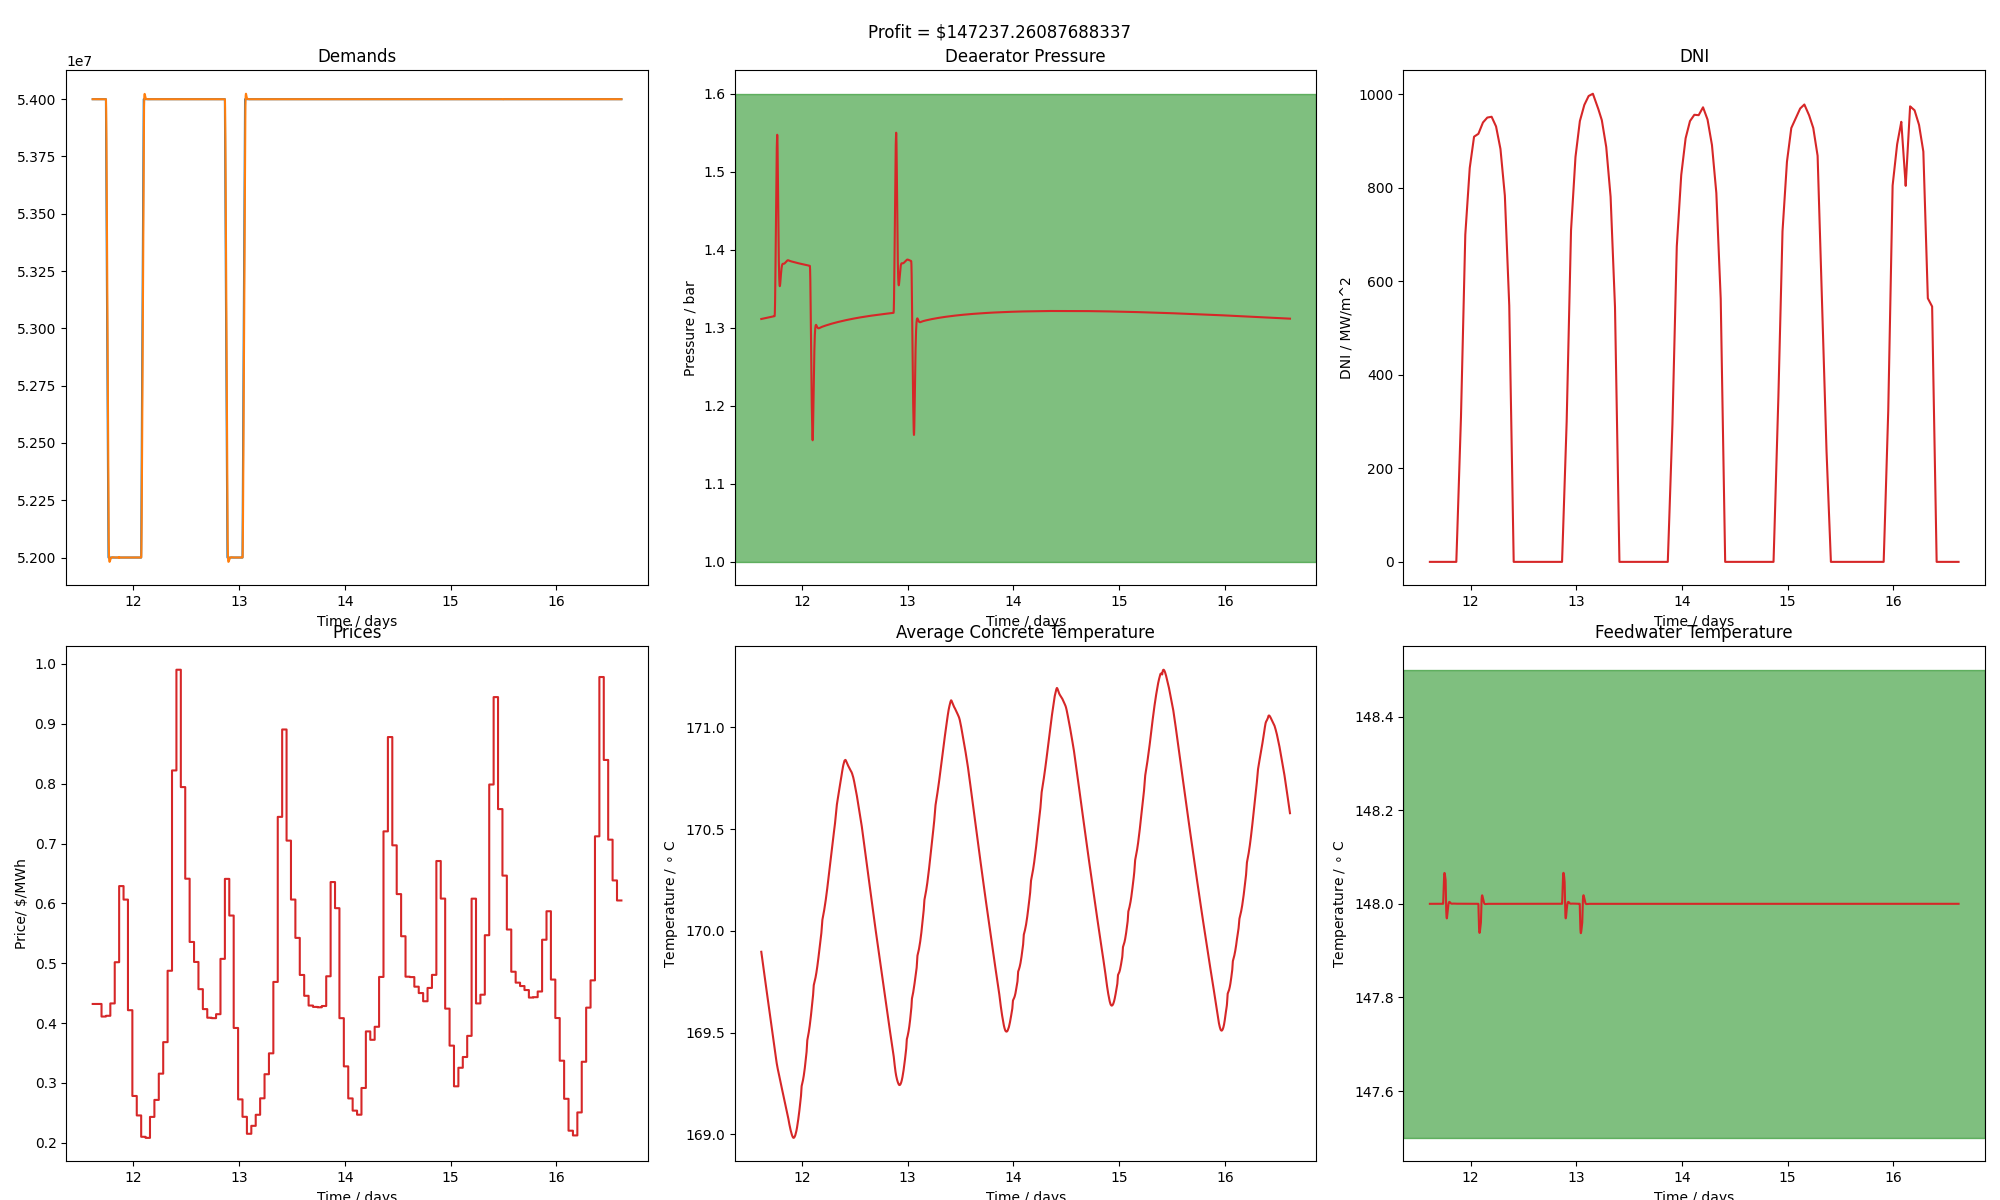 Profit = $147237.26087688337
Demands
1e7
5.400
5.375
5.350
5.325
5.300
5.275
5.250
5.225
5.200
12 13 14 15 16
Time / days
Deaerator Pressure
Pressure / bar
1.6
1.5
1.4
1.3
1.2
1.1
1.0
12 13 14 15 16
Time / days
DNI
DNI / MW/m^2
1000
800
600
400
200
0
12 13 14 15 16
Time / days
Prices
Price/ $/MWh
1.0
0.9
0.8
0.7
0.6
0.5
0.4
0.3
0.2
12 13 14 15 16
Time / days
Average Concrete Temperature
Temperature / ∘ C
171.0
170.5
170.0
169.5
169.0
12 13 14 15 16
Time / days
Feedwater Temperature
Temperature / ∘ C
148.4
148.2
148.0
147.8
147.6
12 13 14 15 16
Time / days